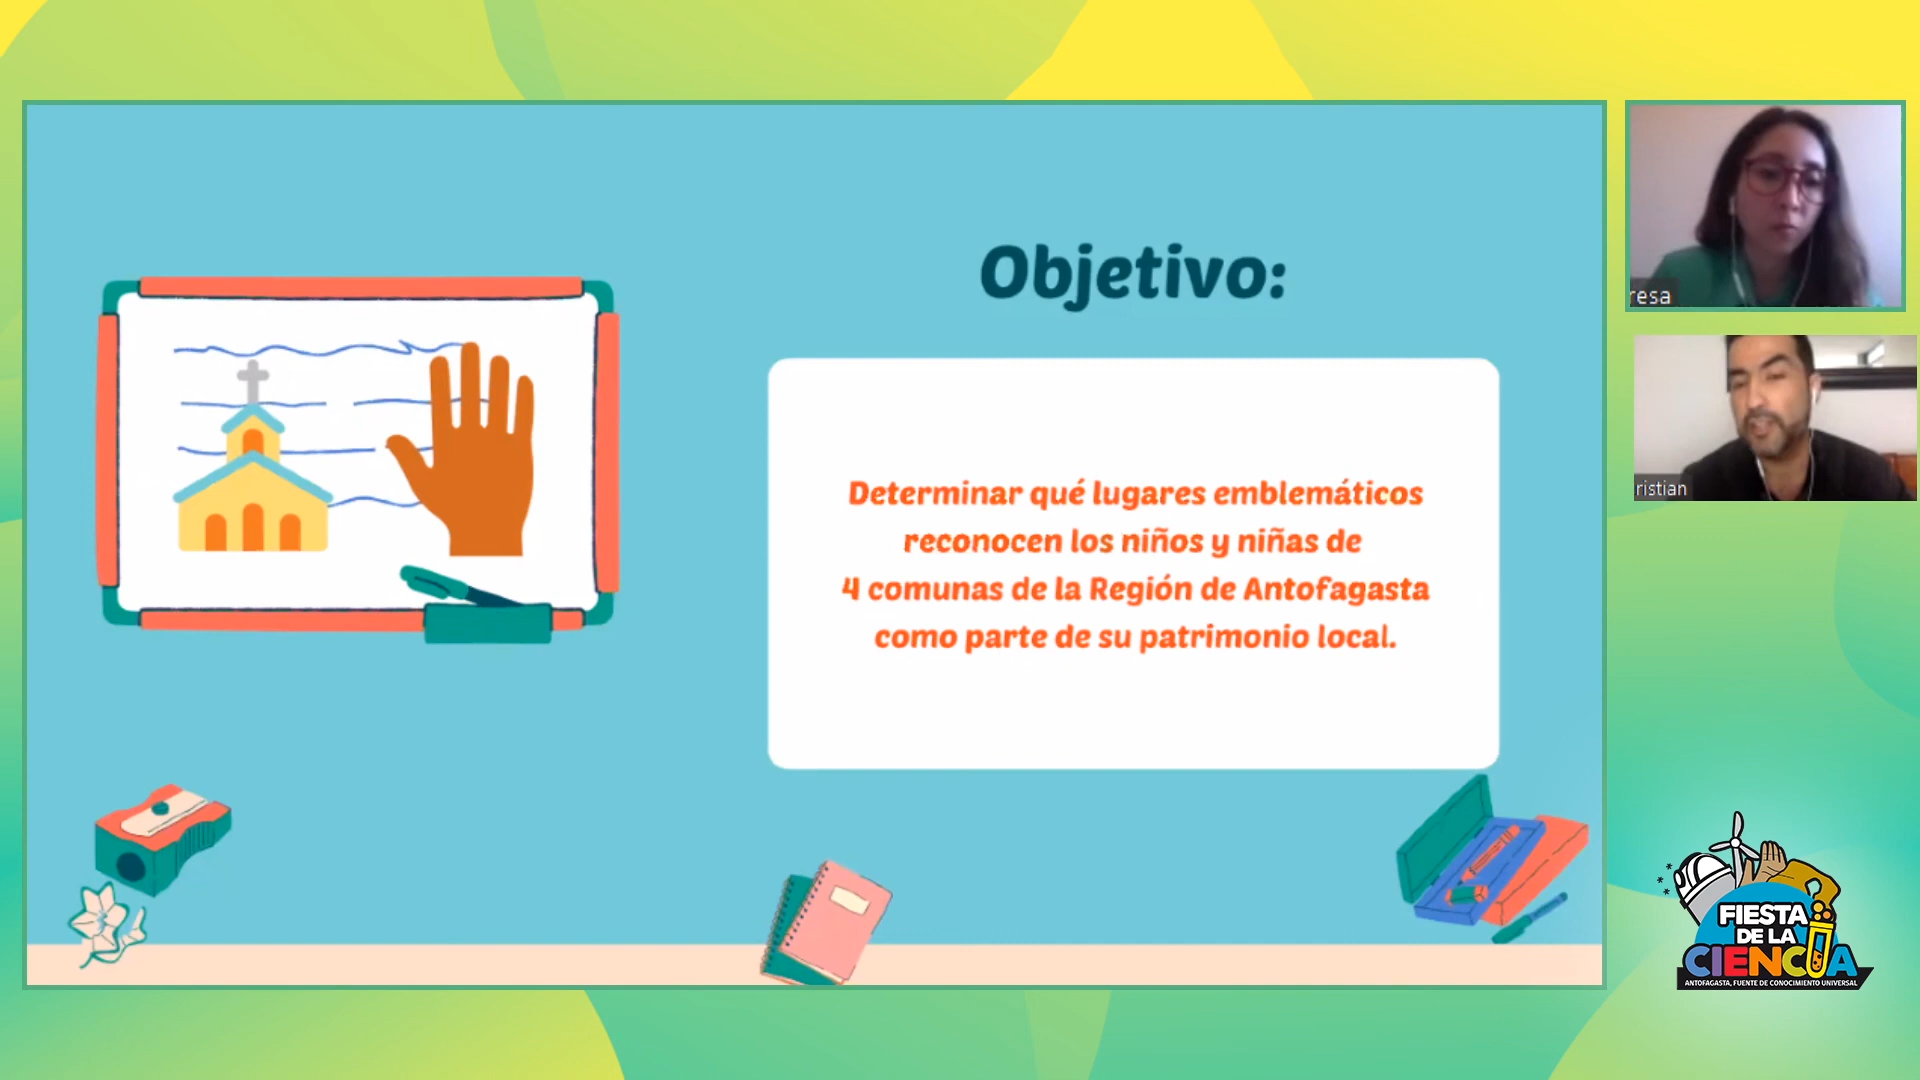 Objetivo:
Determinar qué lugares emblemáticos
reconocen los niños y niñas de
4 comunas de la Región de Antofagasta
como parte de su patrimonio local.
resa
ristian
FIESTA
DE LA
CIENCIA
ANTOFAGASTA, FUENTE DE CONOCIMIENTO UNIVERSAL